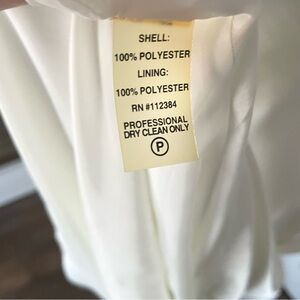 SHELL:
100% POLYESTER
LINING:
100% POLYESTER
RN #112384
PROFESSIONAL
DRY CLEAN ONLY
P